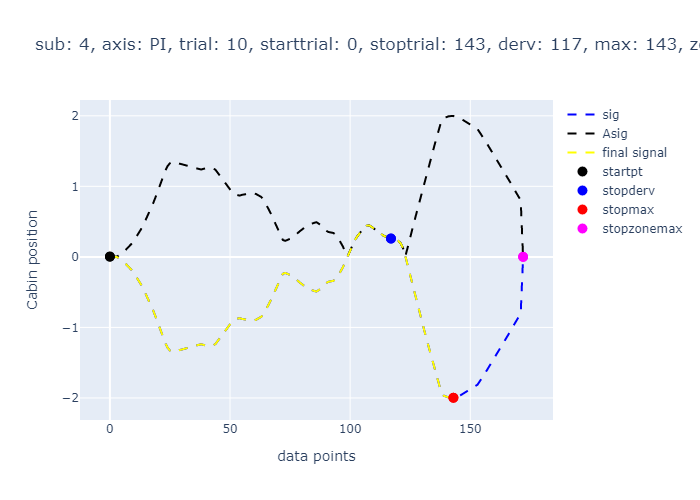 sub: 4, axis: PI, trial: 10, starttrial: 0, stoptrial: 143, derv: 117, max: 143,
2
1
0
−1
−2
Cabin position
0
50
100
150
data points
sig
Asig
final signal
startpt
stopderv
stopmax
stopzonemax